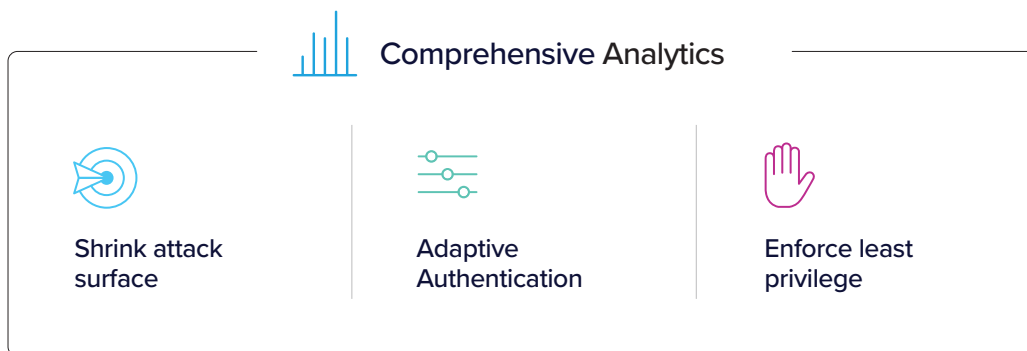 Comprehensive Analytics
Shrink attack
surface
Adaptive
Authentication
Enforce least
privilege